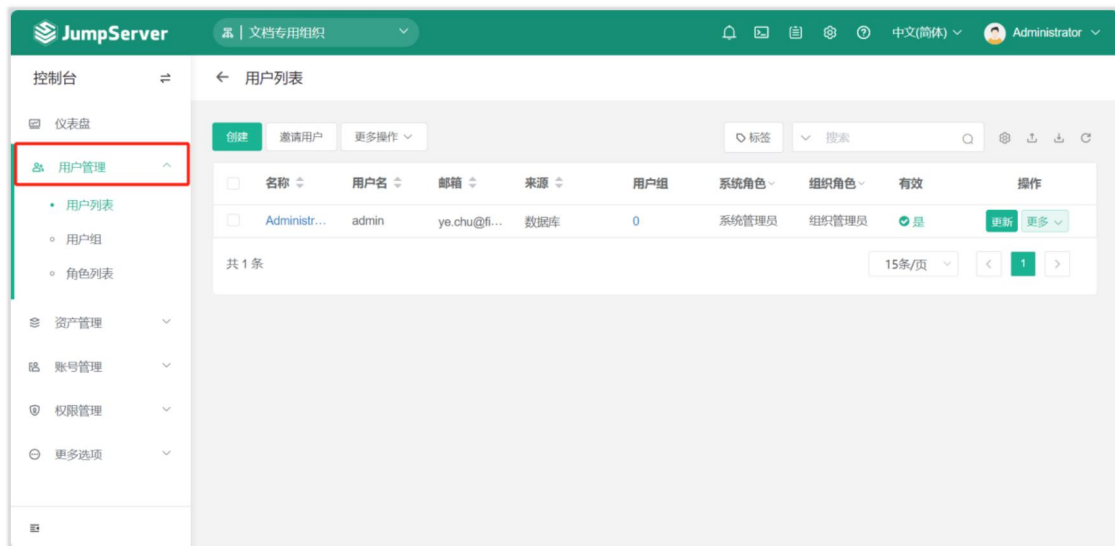 JumpServer 文档专用组织 中文(简体) Administrator
控制台 用户列表
仪表盘
创建 邀请用户 更多操作 标签 搜索
用户管理
名称 用户名 邮箱 来源 用户组 系统角色 组织角色 有效 操作
用户列表
Administr... admin ye.chu@fi... 数据库 0 系统管理员 组织管理员 是 更新 更多
用户组
共 1 条 15条/页 1
角色列表
资产管理
账号管理
权限管理
更多选项